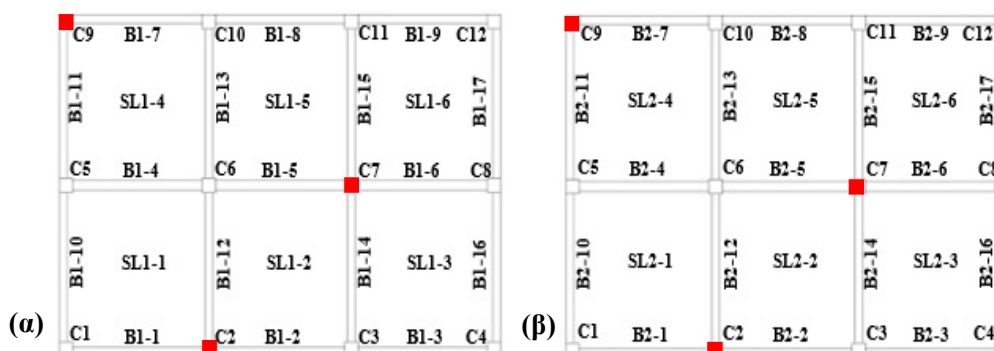 C9 B1-7 C10 B1-8 C11 B1-9 C12
B1-11 SL1-4 B1-13 SL1-5 B1-15 SL1-6 B1-17
C5 B1-4 C6 B1-5 C7 B1-6 C8
B1-10 SL1-1 B1-12 SL1-2 B1-14 SL1-3 B1-16
(α) C1 B1-1 C2 B1-2 C3 B1-3 C4
C9 B2-7 C10 B2-8 C11 B2-9 C12
B2-11 SL2-4 B2-13 SL2-5 B2-15 SL2-6 B2-17
C5 B2-4 C6 B2-5 C7 B2-6 C8
B2-10 SL2-1 B2-12 SL2-2 B2-14 SL2-3 B2-16
(β) C1 B2-1 C2 B2-2 C3 B2-3 C4